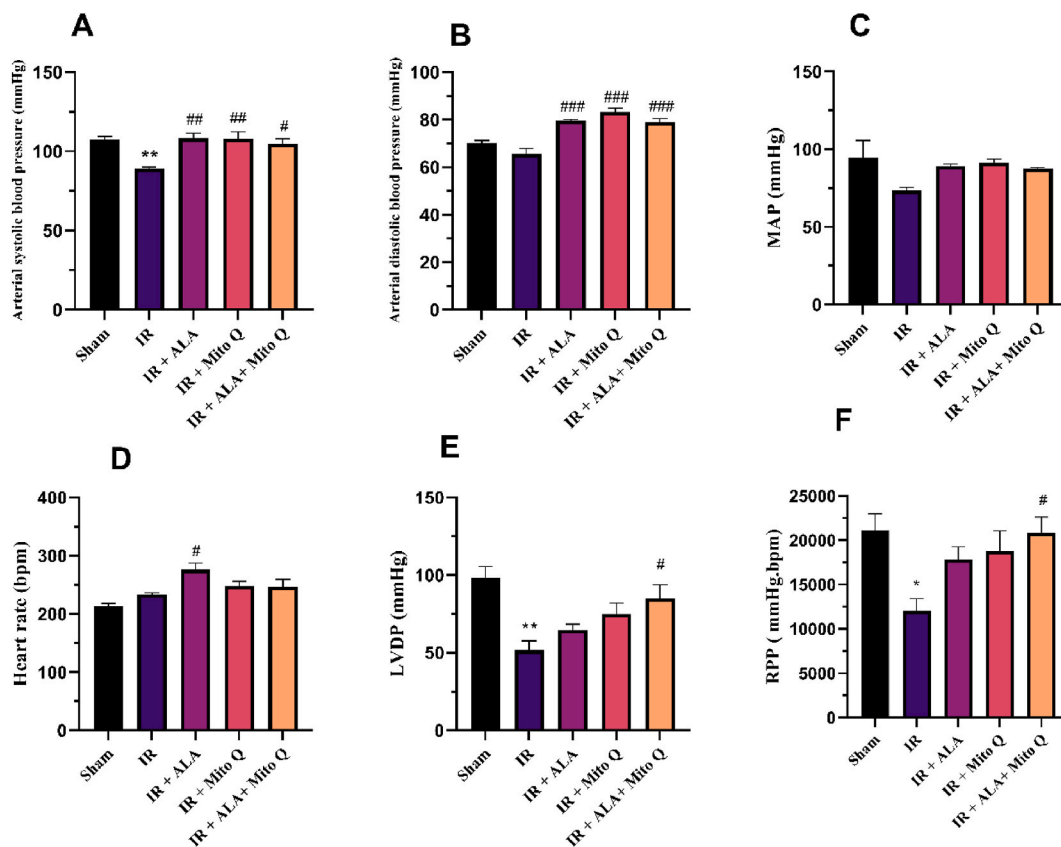 A
Arterial systolic blood pressure (mmHg)
150
100
50
0
**
##
##
#
Sham
IR
IR + ALA
IR + Mito Q
IR + ALA+ Mito Q
B
Arterial diastolic blood pressure (mmHg)
100
80
60
40
20
0
###
###
###
Sham
IR
IR + ALA
IR + Mito Q
IR + ALA+ Mito Q
C
MAP (mmHg)
150
100
50
0
Sham
IR
IR + ALA
IR + Mito Q
IR + ALA+ Mito Q
D
Heart rate (bpm)
400
300
200
100
0
#
Sham
IR
IR + ALA
IR + Mito Q
IR + ALA+ Mito Q
E
LVDP (mmHg)
150
100
50
0
**
#
Sham
IR
IR + ALA
IR + Mito Q
IR + ALA+ Mito Q
F
RPP ( mmHg.bpm)
25000
20000
15000
10000
5000
0
*
#
Sham
IR
IR + ALA
IR + Mito Q
IR + ALA+ Mito Q